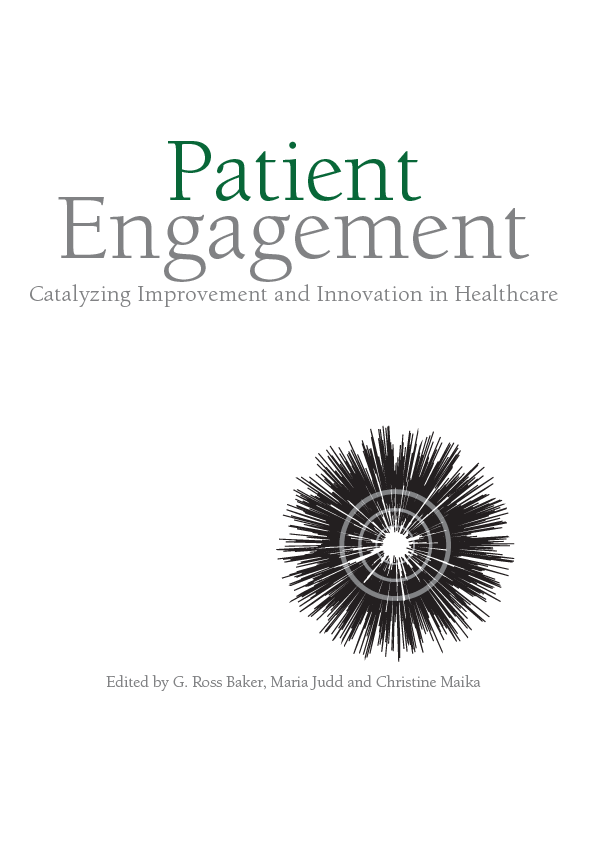 Patient
Engagement
Catalyzing Improvement and Innovation in Healthcare
Edited by G. Ross Baker, Maria Judd and Christine Maika